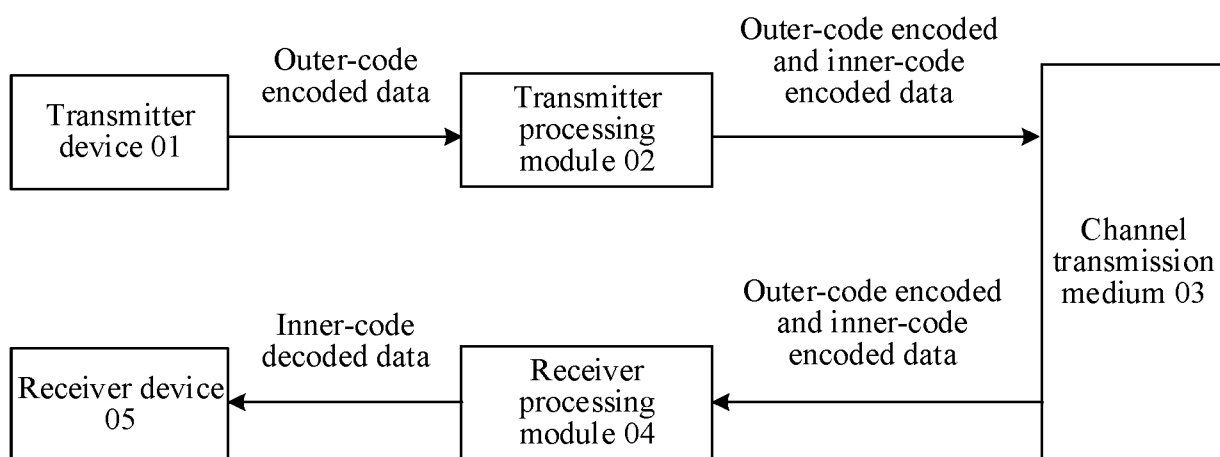 Transmitter
device 01
Outer-code
encoded data
Transmitter
processing
module 02
Outer-code encoded
and inner-code
encoded data
Channel
transmission
medium 03
Outer-code encoded
and inner-code
encoded data
Receiver
processing
module 04
Inner-code
decoded data
Receiver device
05